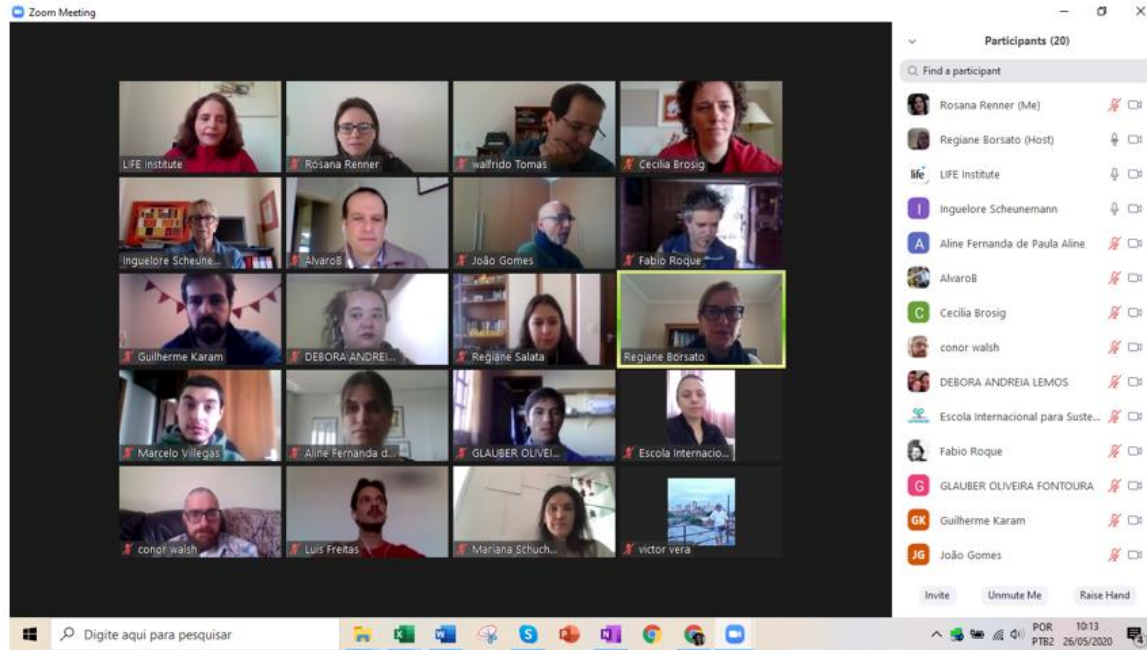 Zoom Meeting
LIFE Institute
Rosana Renner
walfrido Tomas
Cecilia Brosig
Inguelore Scheune...
AlvaroB
João Gomes
Fabio Roque
Guilherme Karam
DEBORA ANDREI...
Regiane Salata
Regiane Borsato
Marcelo Villegas
Aline Fernanda d...
GLAUBER OLIVEI...
Escola Internacio...
conor walsh
Luis Freitas
Mariana Schuch...
victor vera
Participants (20)
Find a participant
Rosana Renner (Me)
Regiane Borsato (Host)
life LIFE Institute
I Inguelore Scheunemann
A Aline Fernanda de Paula Aline
AlvaroB
C Cecilia Brosig
conor walsh
DEBORA ANDREIA LEMOS
Escola Internacional para Suste...
Fabio Roque
G GLAUBER OLIVEIRA FONTOURA
GK Guilherme Karam
JG João Gomes
Invite Unmute Me Raise Hand
Digite aqui para pesquisar
POR 10:13
PTB2 26/05/2020